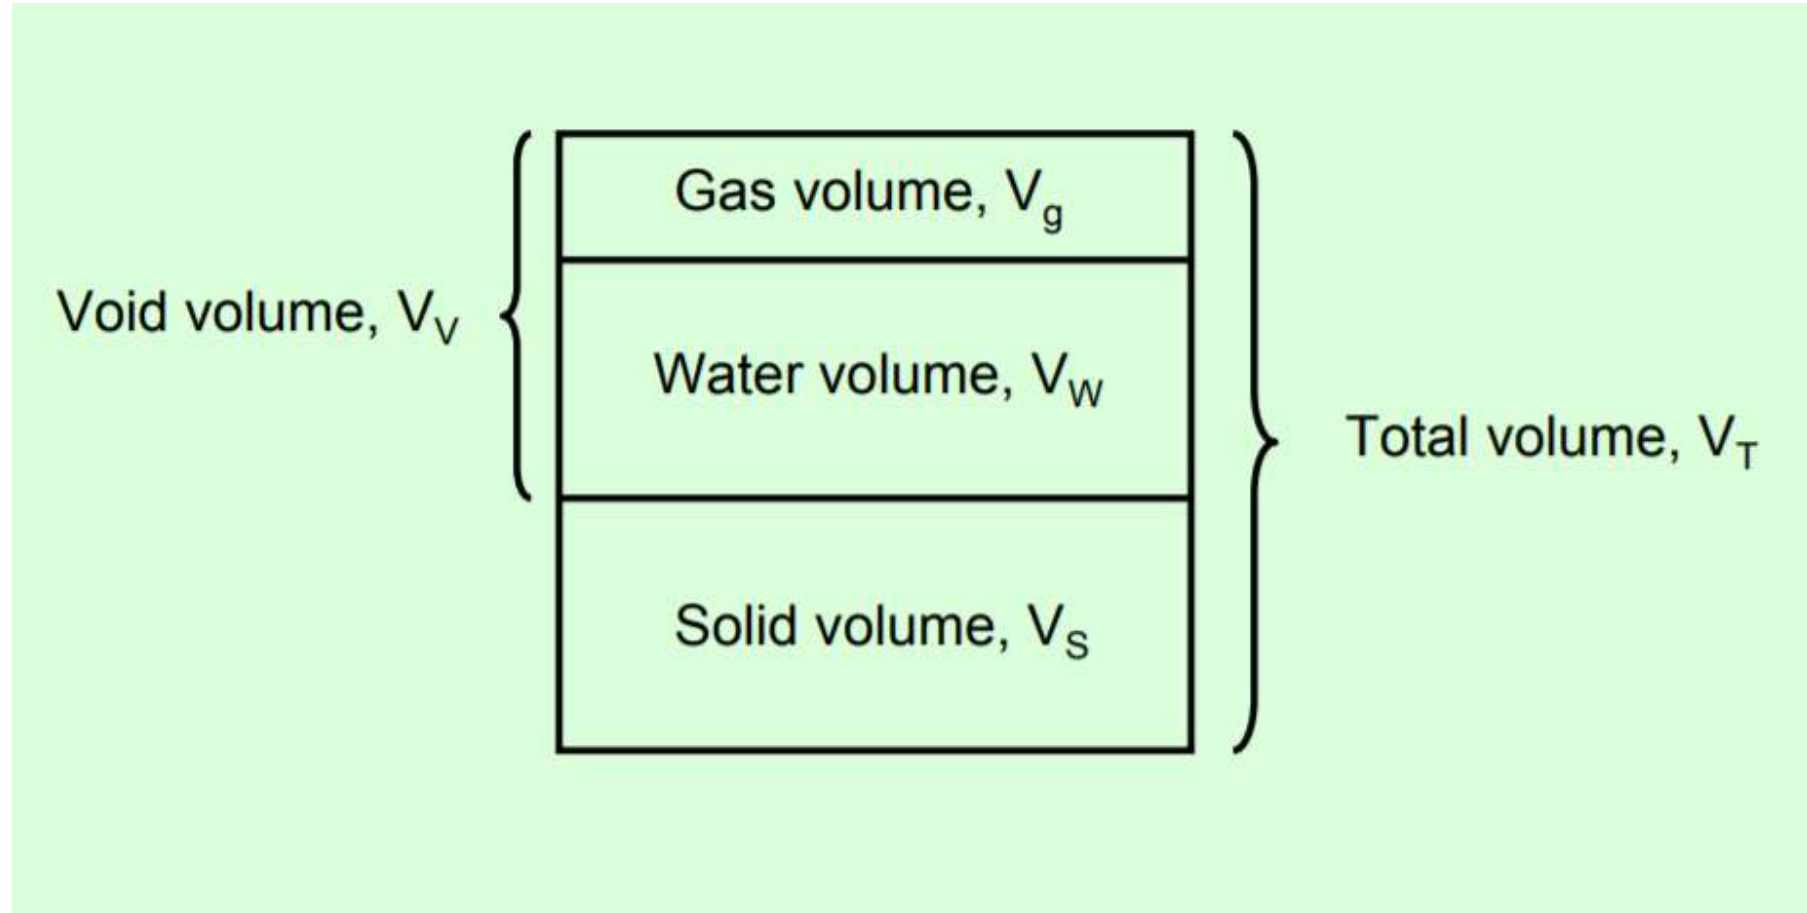 Gas volume, Vg
Void volume, VV
Water volume, VW
Total volume, VT
Solid volume, VS